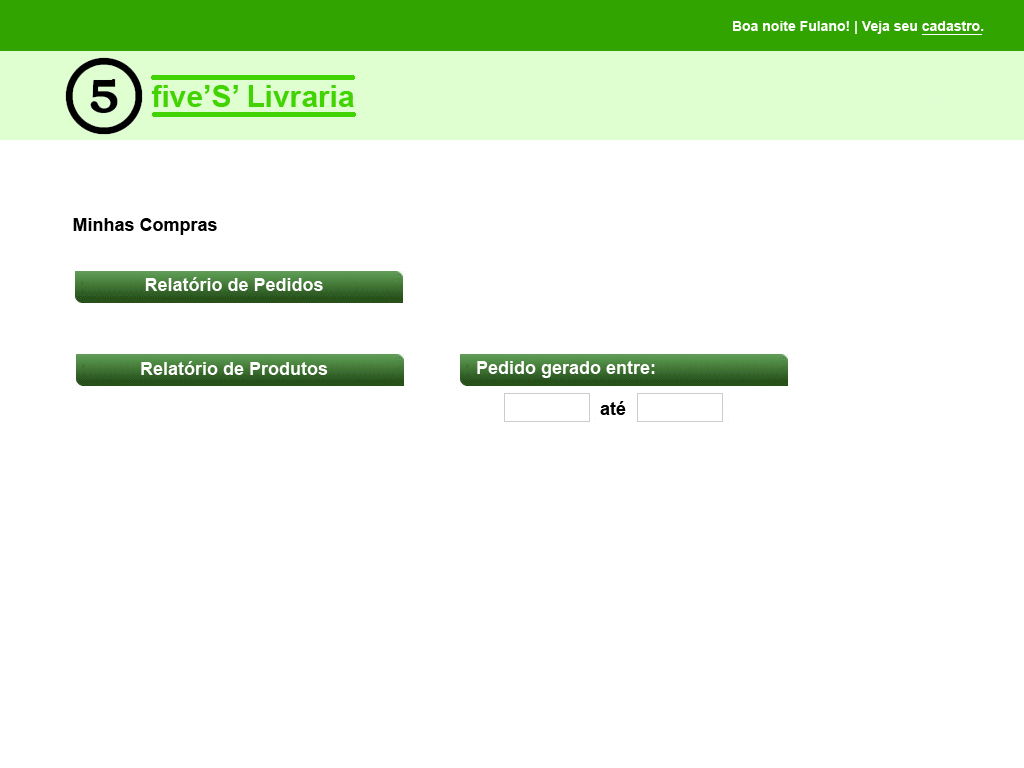 Boa noite Fulano! | Veja seu cadastro.
5
five’S’ Livraria
Minhas Compras
Relatório de Pedidos
Relatório de Produtos
Pedido gerado entre:
até